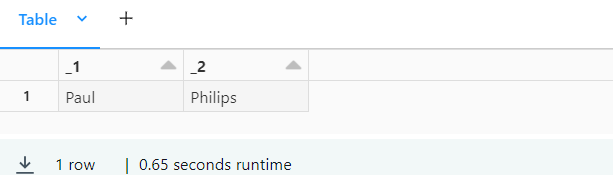 Table +
_1 _2
1 Paul Philips
1 row | 0.65 seconds runtime